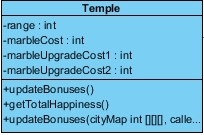 Temple
-range : int
-marbleCost : int
-marbleUpgradeCost1 : int
-marbleUpgradeCost2 : int
+updateBonuses()
+getTotalHappiness()
+updateBonuses(cityMap int [][][], calle...